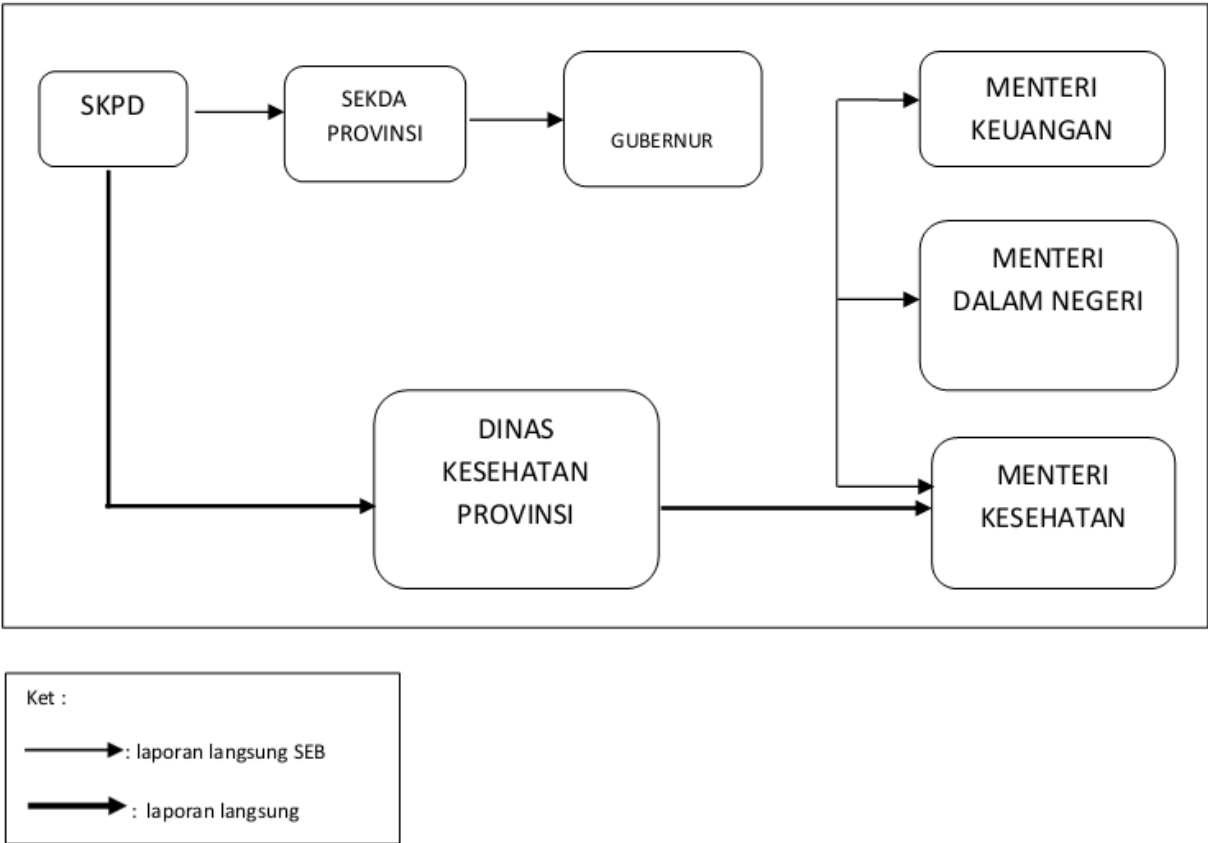 SKPD
SEKDA
PROVINSI
GUBERNUR
MENTERI
KEUANGAN
MENTERI
DALAM NEGERI
DINAS
KESEHATAN
PROVINSI
MENTERI
KESEHATAN
Ket :
: laporan langsung SEB
: laporan langsung